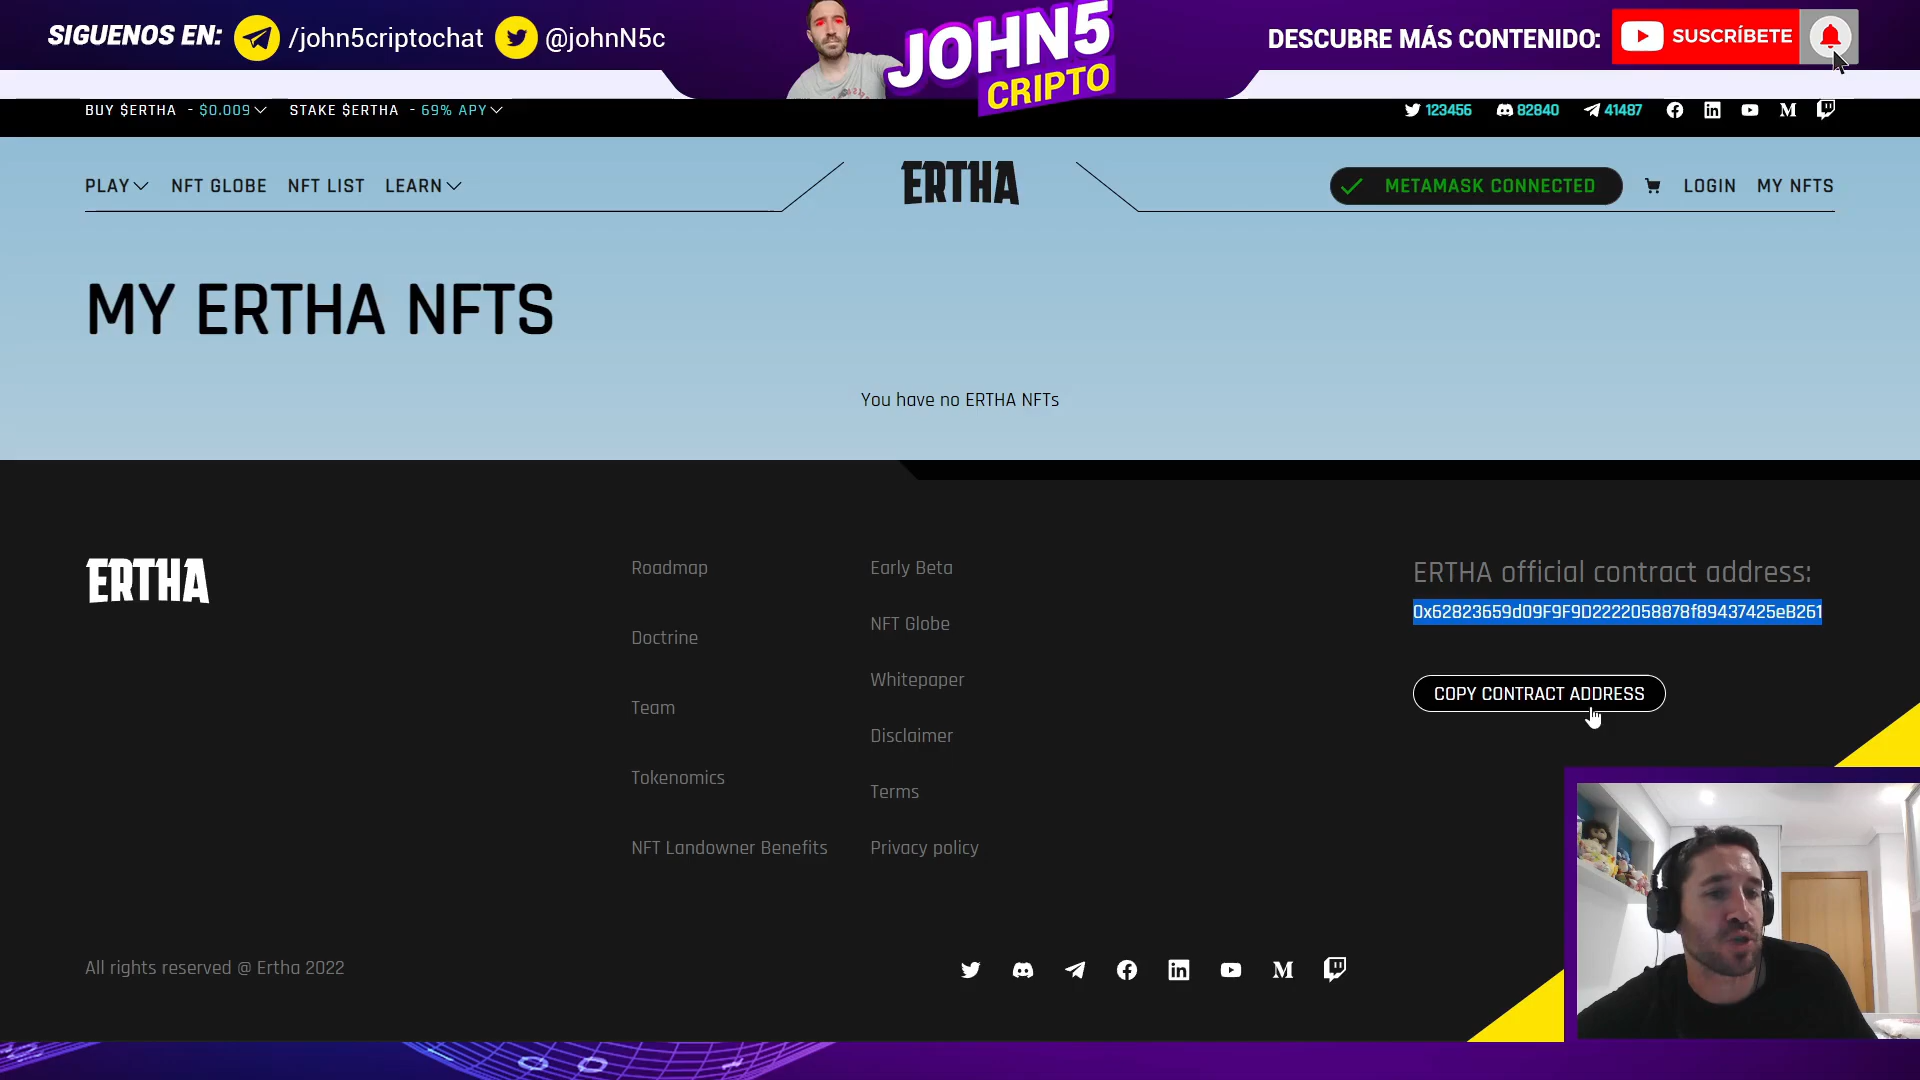 SIGUENOS EN: /john5criptochat @johnN5c
JOHN5
CRIPTO
DESCUBRE MÁS CONTENIDO: SUSCRÍBETE
BUY $ERTHA - $0.009 STAKE $ERTHA - 69% APY
123456 82840 41487
PLAY NFT GLOBE NFT LIST LEARN
ERTHA
METAMASK CONNECTED LOGIN MY NFTS
MY ERTHA NFTS
You have no ERTHA NFTs
ERTHA
Roadmap
Doctrine
Team
Tokenomics
NFT Landowner Benefits
Early Beta
NFT Globe
Whitepaper
Disclaimer
Terms
Privacy policy
ERTHA official contract address:
0x62823659d09F9F9D2222058878f89437425eB261
COPY CONTRACT ADDRESS
All rights reserved @ Ertha 2022